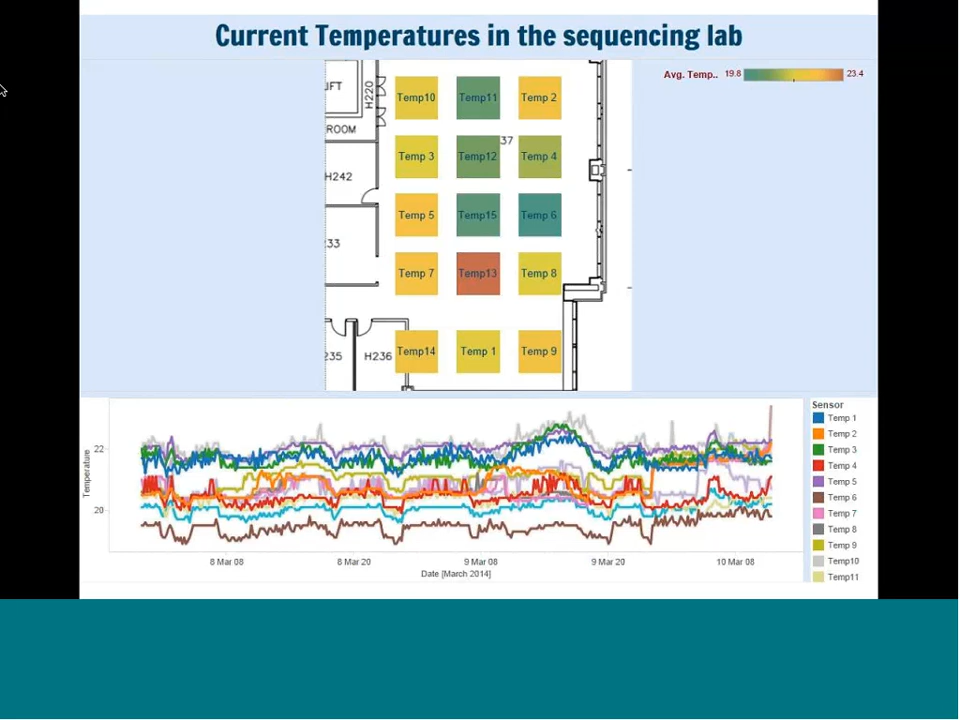 Current Temperatures in the sequencing lab
Avg. Temp.. 19.8 23.4
H220
ROOM
H242
37
33
235 H236
Temp10 Temp11 Temp 2
Temp 3 Temp12 Temp 4
Temp 5 Temp15 Temp 6
Temp 7 Temp13 Temp 8
Temp14 Temp 1 Temp 9
Temperature
22
20
8 Mar 08 8 Mar 20 9 Mar 08 9 Mar 20 10 Mar 08
Date [March 2014]
Sensor
Temp 1
Temp 2
Temp 3
Temp 4
Temp 5
Temp 6
Temp 7
Temp 8
Temp 9
Temp10
Temp11